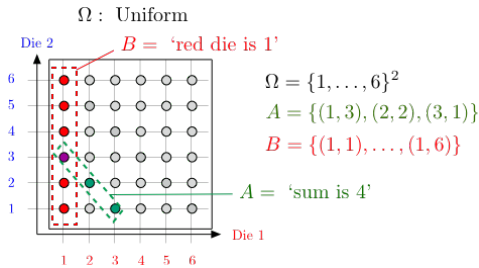 Ω : Uniform
Die 2
B = ‘red die is 1’
6
5
4
3
2
1
Ω = {1, . . . , 6}²
A = {(1, 3), (2, 2), (3, 1)}
B = {(1, 1), . . . , (1, 6)}
A = ‘sum is 4’
Die 1
1 2 3 4 5 6